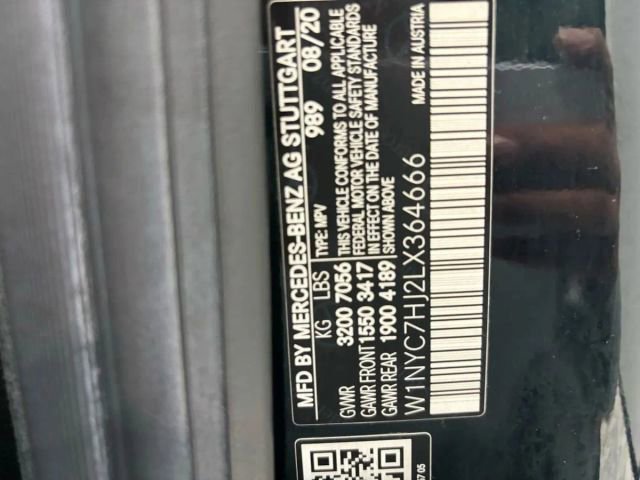 MFD BY MERCEDES-BENZ AG STUTTGART
989 08/20
KG LBS
TYPE: MPV
GVWR 3200 7056
GAWR FRONT 1550 3417
GAWR REAR 1900 4189
THIS VEHICLE CONFORMS TO ALL APPLICABLE
FEDERAL MOTOR VEHICLE SAFETY STANDARDS
IN EFFECT ON THE DATE OF MANUFACTURE
SHOWN ABOVE
MADE IN AUSTRIA
W1NYC7HJ2LX364666